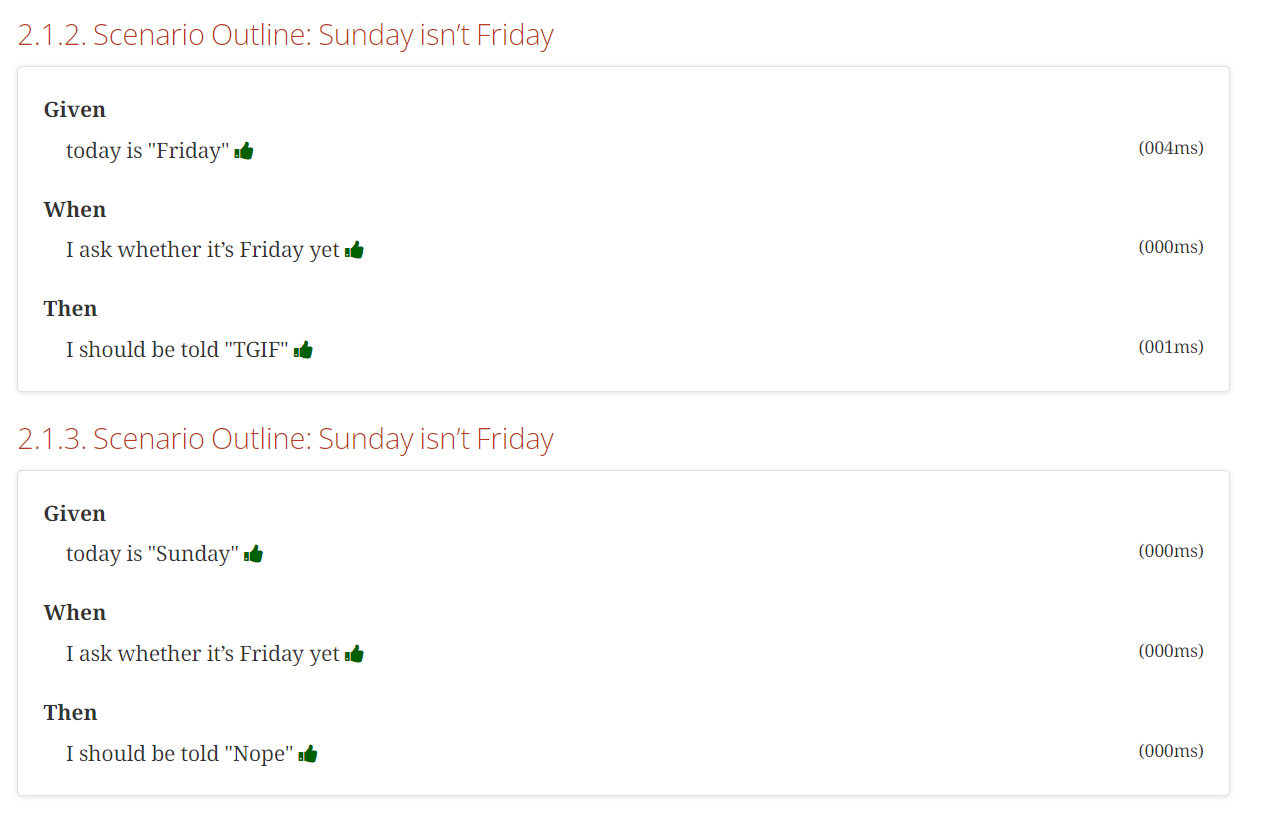 2.1.2. Scenario Outline: Sunday isn’t Friday
Given
today is "Friday" (004ms)
When
I ask whether it’s Friday yet (000ms)
Then
I should be told "TGIF" (001ms)
2.1.3. Scenario Outline: Sunday isn’t Friday
Given
today is "Sunday" (000ms)
When
I ask whether it’s Friday yet (000ms)
Then
I should be told "Nope" (000ms)